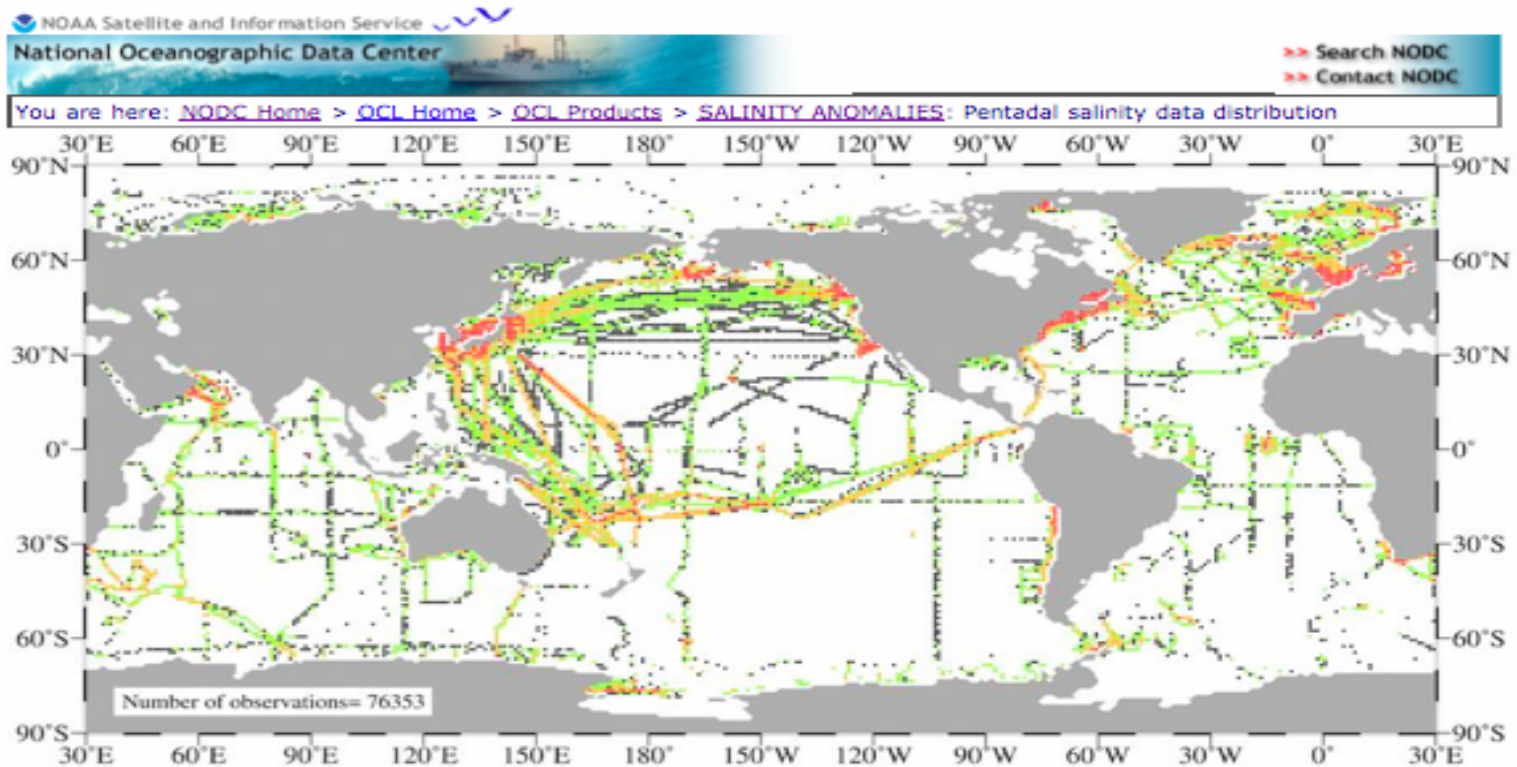 NOAA Satellite and Information Service
National Oceanographic Data Center
>> Search NODC
>> Contact NODC
You are here: NODC Home > OCL Home > OCL Products > SALINITY ANOMALIES: Pentadal salinity data distribution
30°E 60°E 90°E 120°E 150°E 180° 150°W 120°W 90°W 60°W 30°W 0° 30°E
90°N 90°N
60°N 60°N
30°N 30°N
0° 0°
30°S 30°S
60°S 60°S
Number of observations= 76353
90°S 90°S
30°E 60°E 90°E 120°E 150°E 180° 150°W 120°W 90°W 60°W 30°W 0° 30°E